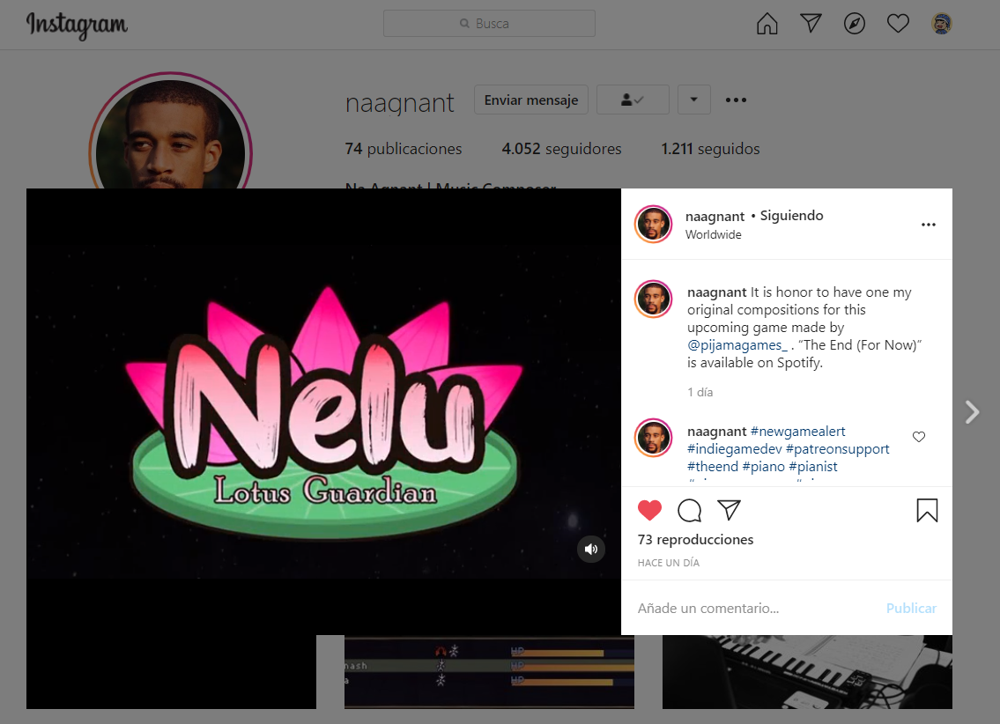 Instagram
Busca
naagnant
Enviar mensaje
74 publicaciones
4.052 seguidores
1.211 seguidos
Na Agnant | Music Composer
Nelu
Lotus Guardian
naagnant • Siguiendo
Worldwide
naagnant It is honor to have one my
original compositions for this
upcoming game made by
@pijamagames_ . “The End (For Now)”
is available on Spotify.
1 día
naagnant #newgamealert
#indiegamedev #patreonsupport
#theend #piano #pianist
73 reproducciones
HACE UN DÍA
Añade un comentario...
Publicar
HP
HP
HP